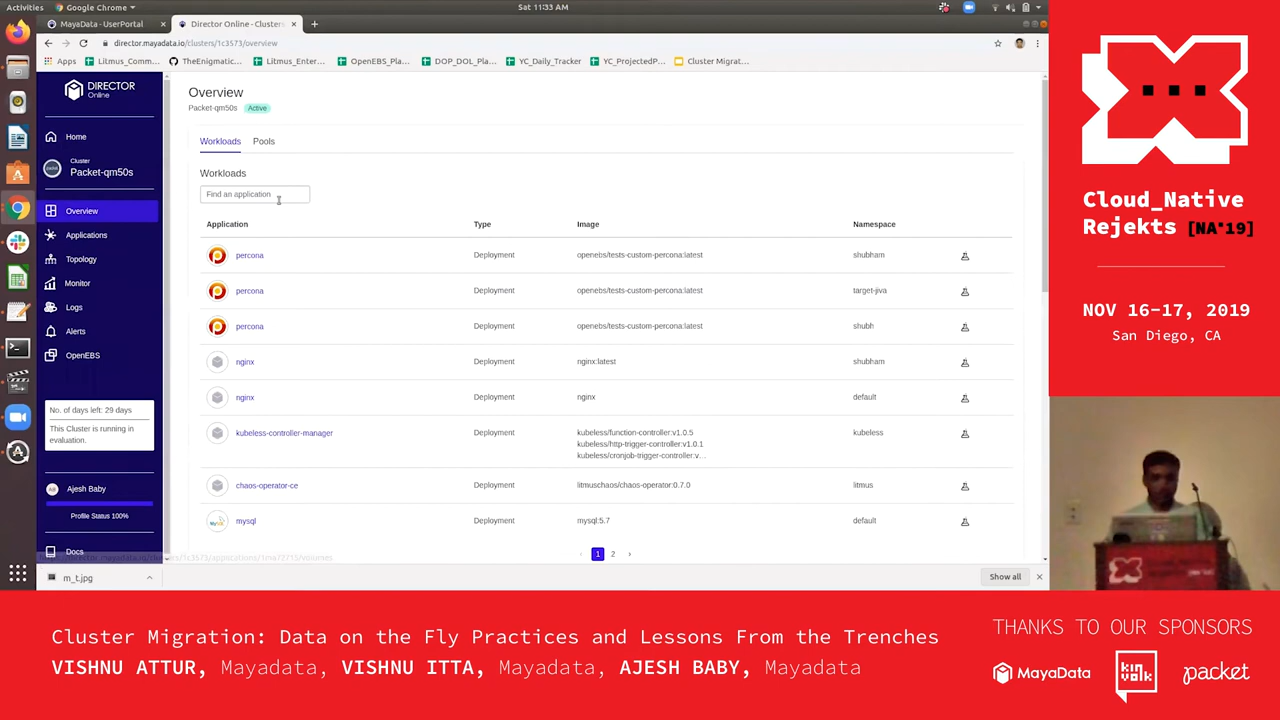 Activities
Google Chrome
Sat 11:33 AM
MayaData - UserPortal
Director Online - Clusters
director.mayadata.io/clusters/1c3573/overview
Apps
Litmus_Comm...
TheEnigmatic...
Litmus_Enter...
OpenEBS_Pla...
DOP_DOL_Pla...
YC_Daily_Tracker
YC_ProjectedP...
Cluster Migrat...
DIRECTOR
Online
Home
Cluster
Packet-qm50s
Overview
Applications
Topology
Monitor
Logs
Alerts
OpenEBS
No. of days left: 29 days
This Cluster is running in
evaluation.
Ajesh Baby
Profile Status 100%
Docs
Overview
Packet-qm50s Active
Workloads Pools
Workloads
Find an application
Application Type Image Namespace
percona Deployment openebs/tests-custom-percona:latest shubham
percona Deployment openebs/tests-custom-percona:latest target-jiva
percona Deployment openebs/tests-custom-percona:latest shubh
nginx Deployment nginx:latest shubham
nginx Deployment nginx default
kubeless-controller-manager Deployment kubeless/function-controller:v1.0.5 kubeless
kubeless/http-trigger-controller:v1.0.1
kubeless/cronjob-trigger-controller:v...
chaos-operator-ce Deployment litmuschaos/chaos-operator:0.7.0 litmus
mysql Deployment mysql:5.7 default
1 2
m_t.jpg
Show all
Cloud_Native
Rejekts [NA'19]
NOV 16-17, 2019
San Diego, CA
Cluster Migration: Data on the Fly Practices and Lessons From the Trenches
VISHNU ATTUR, Mayadata, VISHNU ITTA, Mayadata, AJESH BABY, Mayadata
THANKS TO OUR SPONSORS
MayaData
kinvolk
packet